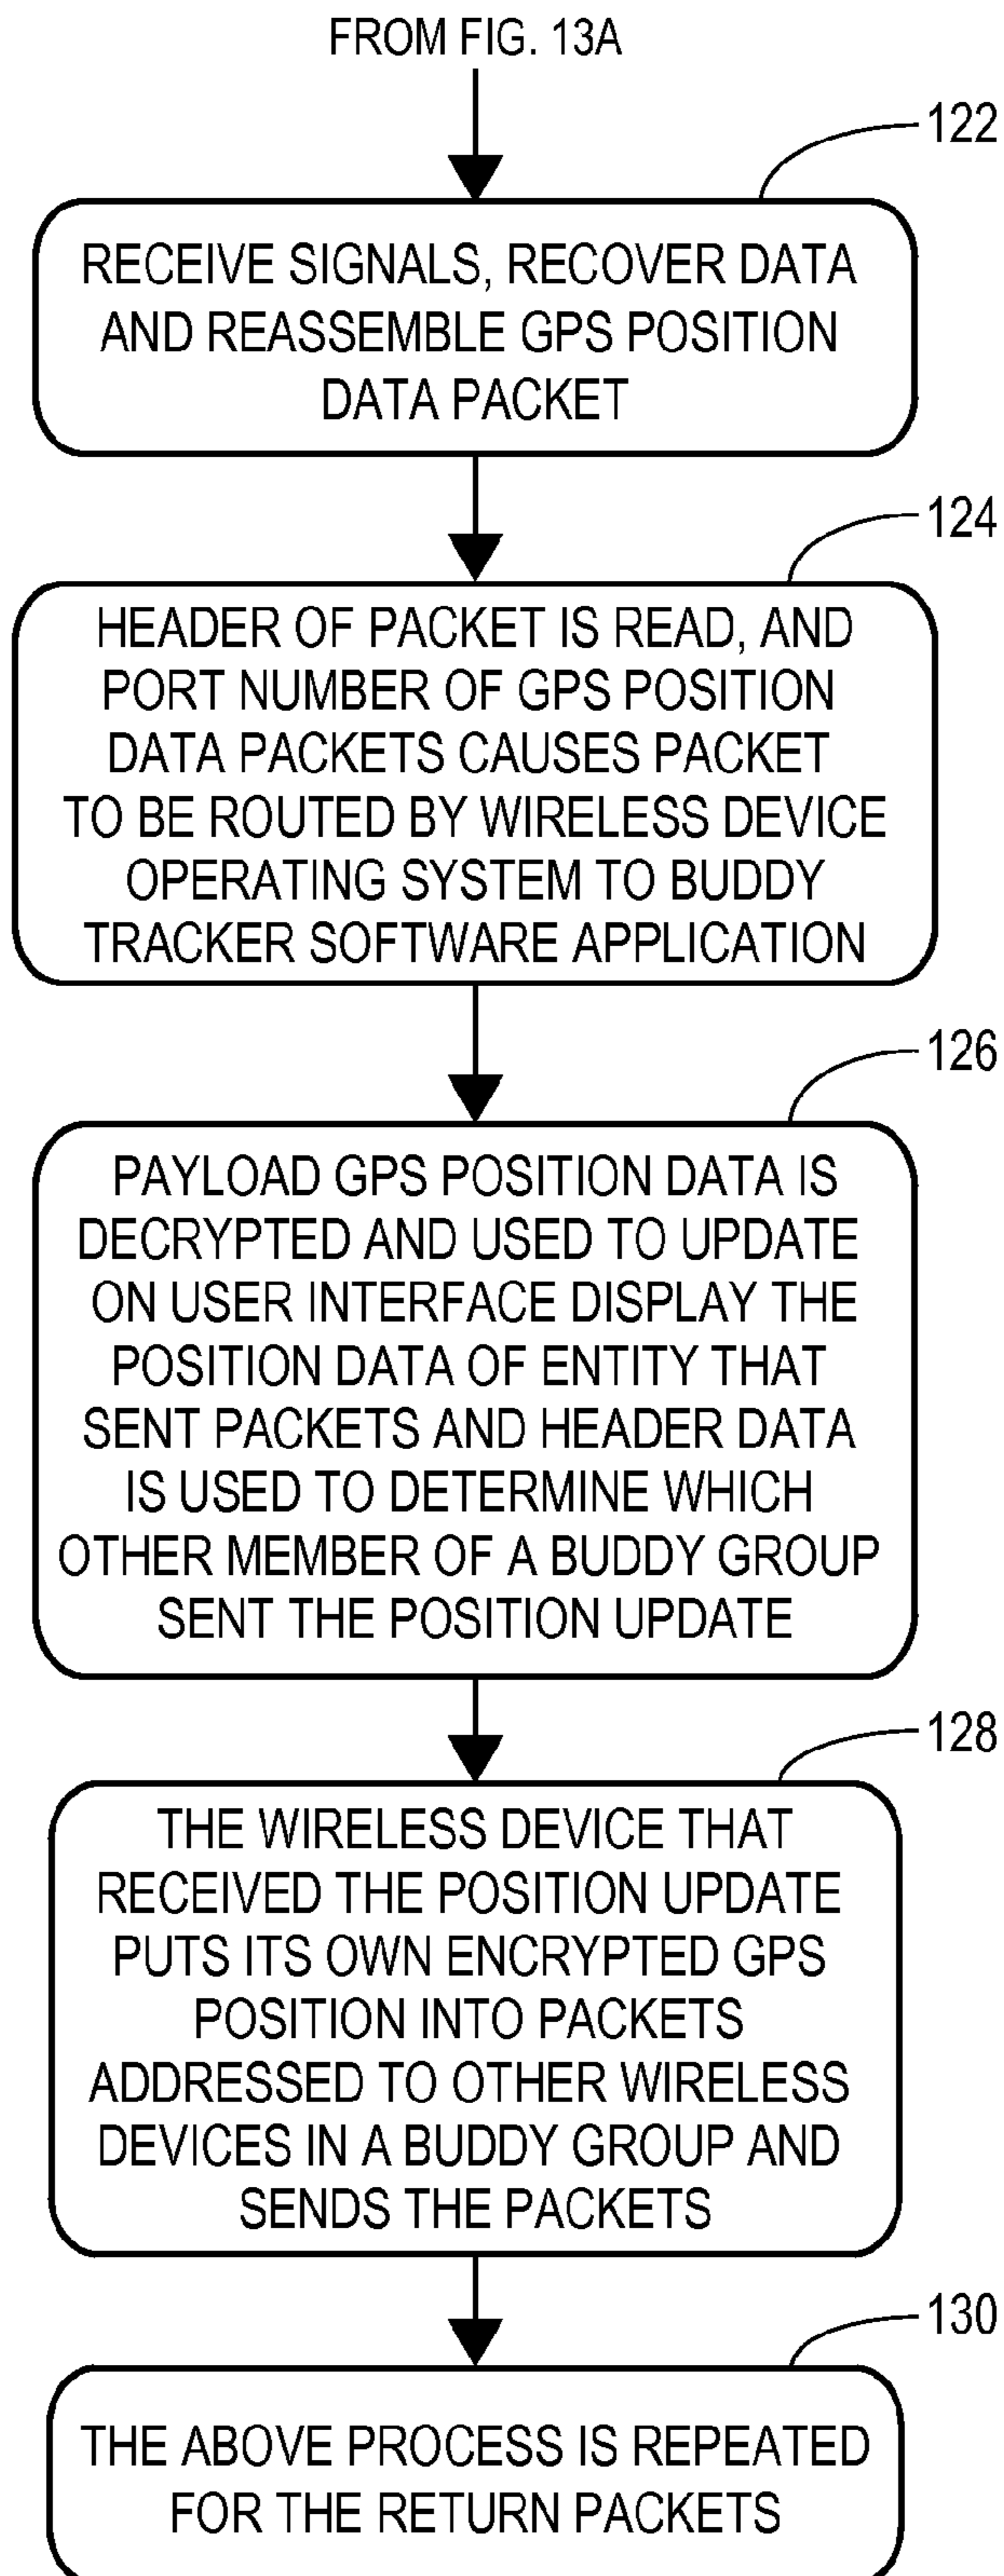 FROM FIG. 13A
122
RECEIVE SIGNALS, RECOVER DATA
AND REASSEMBLE GPS POSITION
DATA PACKET
124
HEADER OF PACKET IS READ, AND
PORT NUMBER OF GPS POSITION
DATA PACKETS CAUSES PACKET
TO BE ROUTED BY WIRELESS DEVICE
OPERATING SYSTEM TO BUDDY
TRACKER SOFTWARE APPLICATION
126
PAYLOAD GPS POSITION DATA IS
DECRYPTED AND USED TO UPDATE
ON USER INTERFACE DISPLAY THE
POSITION DATA OF ENTITY THAT
SENT PACKETS AND HEADER DATA
IS USED TO DETERMINE WHICH
OTHER MEMBER OF A BUDDY GROUP
SENT THE POSITION UPDATE
128
THE WIRELESS DEVICE THAT
RECEIVED THE POSITION UPDATE
PUTS ITS OWN ENCRYPTED GPS
POSITION INTO PACKETS
ADDRESSED TO OTHER WIRELESS
DEVICES IN A BUDDY GROUP AND
SENDS THE PACKETS
130
THE ABOVE PROCESS IS REPEATED
FOR THE RETURN PACKETS